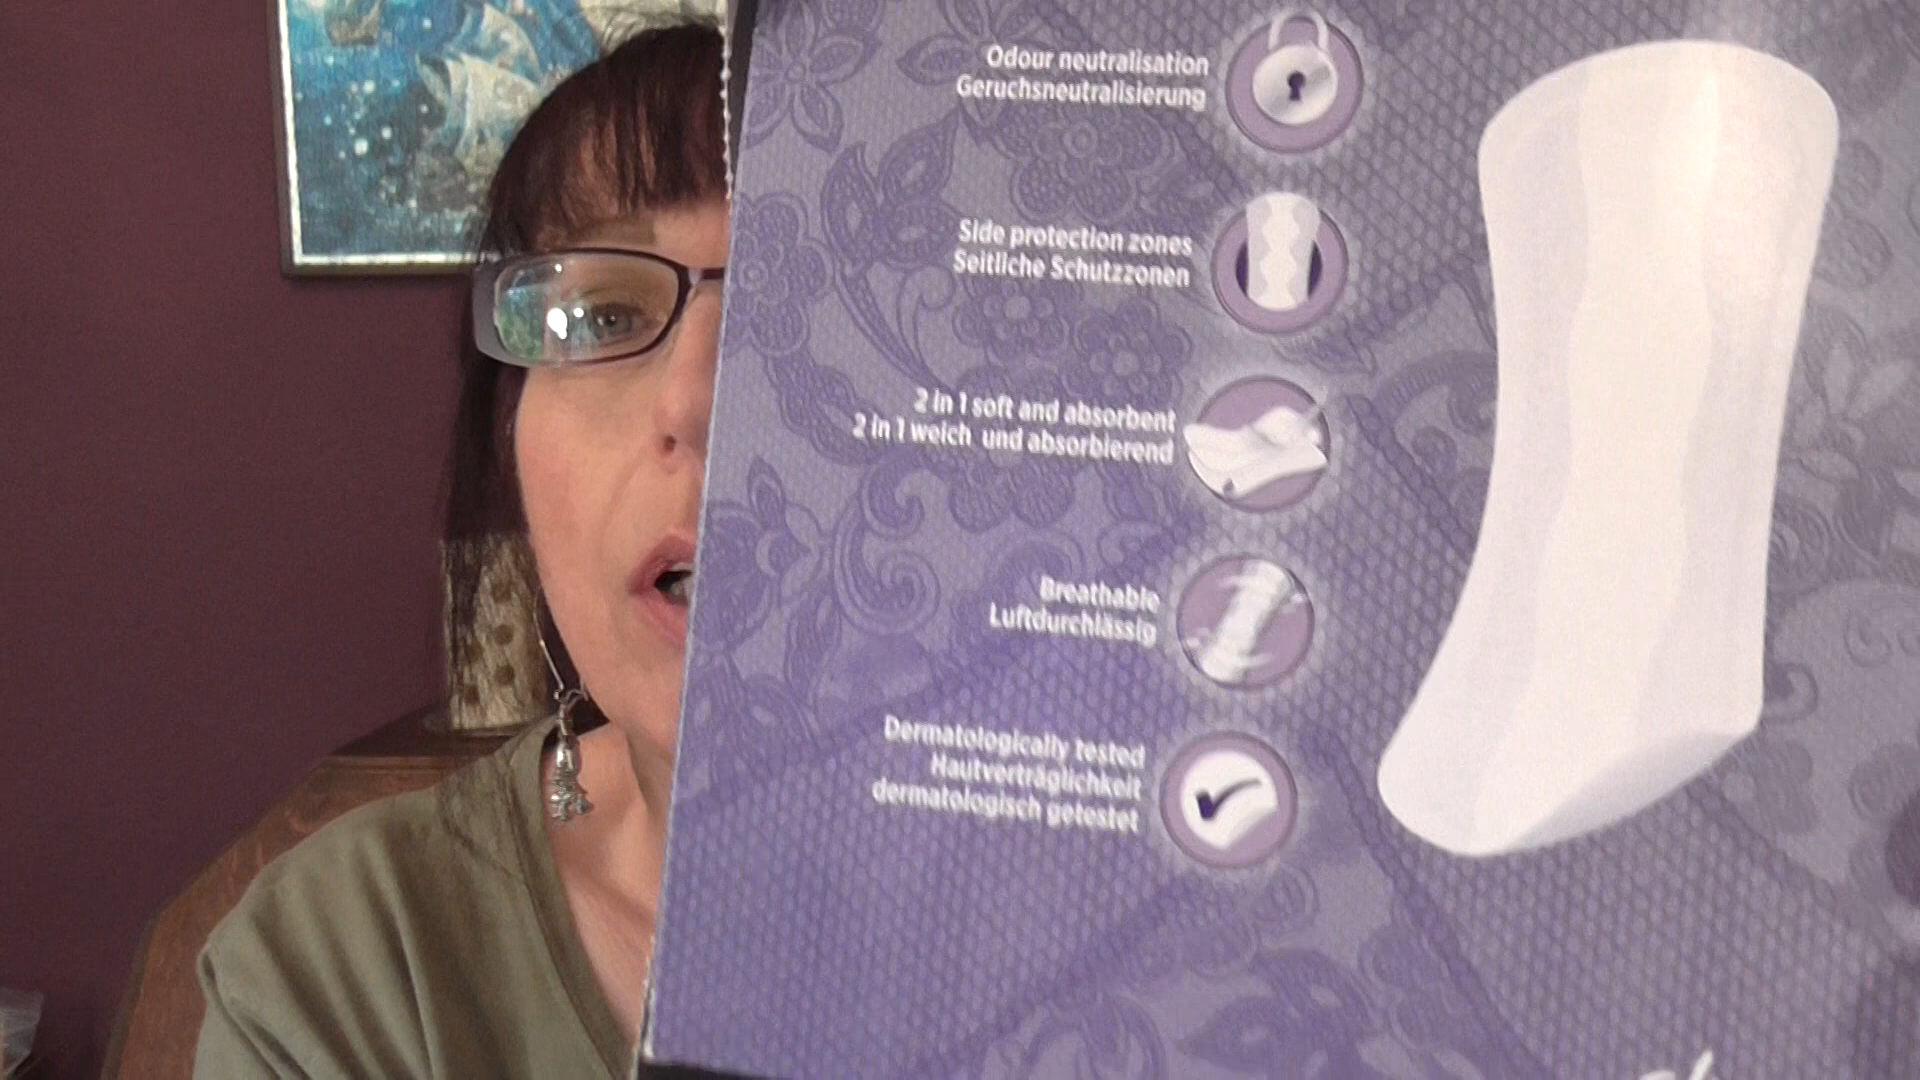 Odour neutralisation
Geruchsneutralisierung
Side protection zones
Seitliche Schutzzonen
2 in 1 soft and absorbent
2 in 1 weich und absorbierend
Breathable
Luftdurchlässig
Dermatologically tested
Hautverträglichkeit
dermatologisch getestet